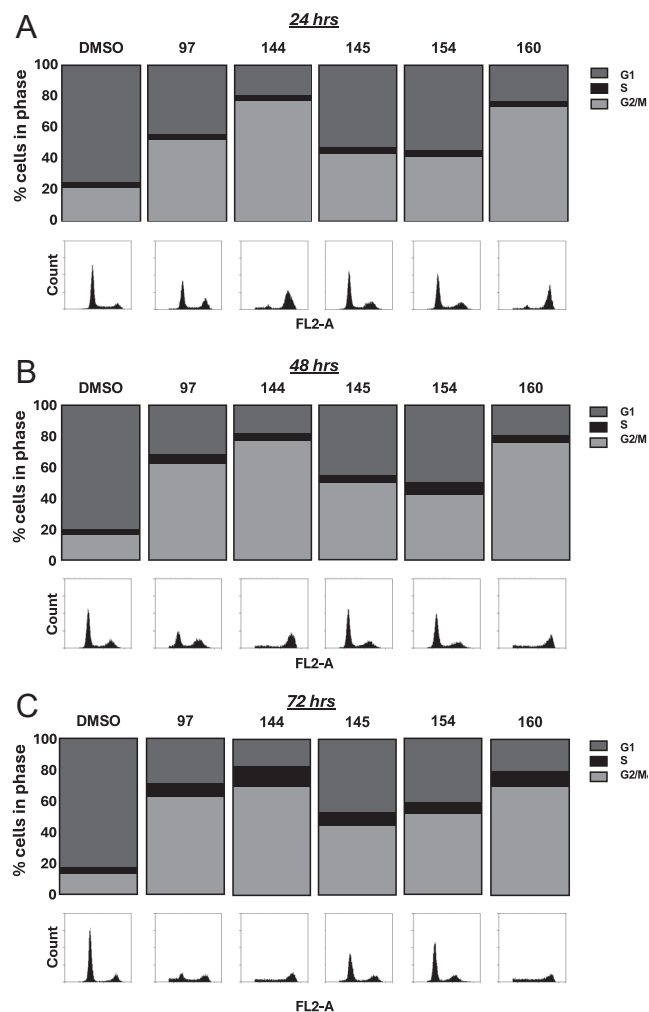 A
24 hrs
DMSO 97 144 145 154 160
% cells in phase
100
80
60
40
20
0
G1
S
G2/M
Count
FL2-A
B
48 hrs
DMSO 97 144 145 154 160
% cells in phase
100
80
60
40
20
0
G1
S
G2/M
Count
FL2-A
C
72 hrs
DMSO 97 144 145 154 160
% cells in phase
100
80
60
40
20
0
G1
S
G2/M
Count
FL2-A